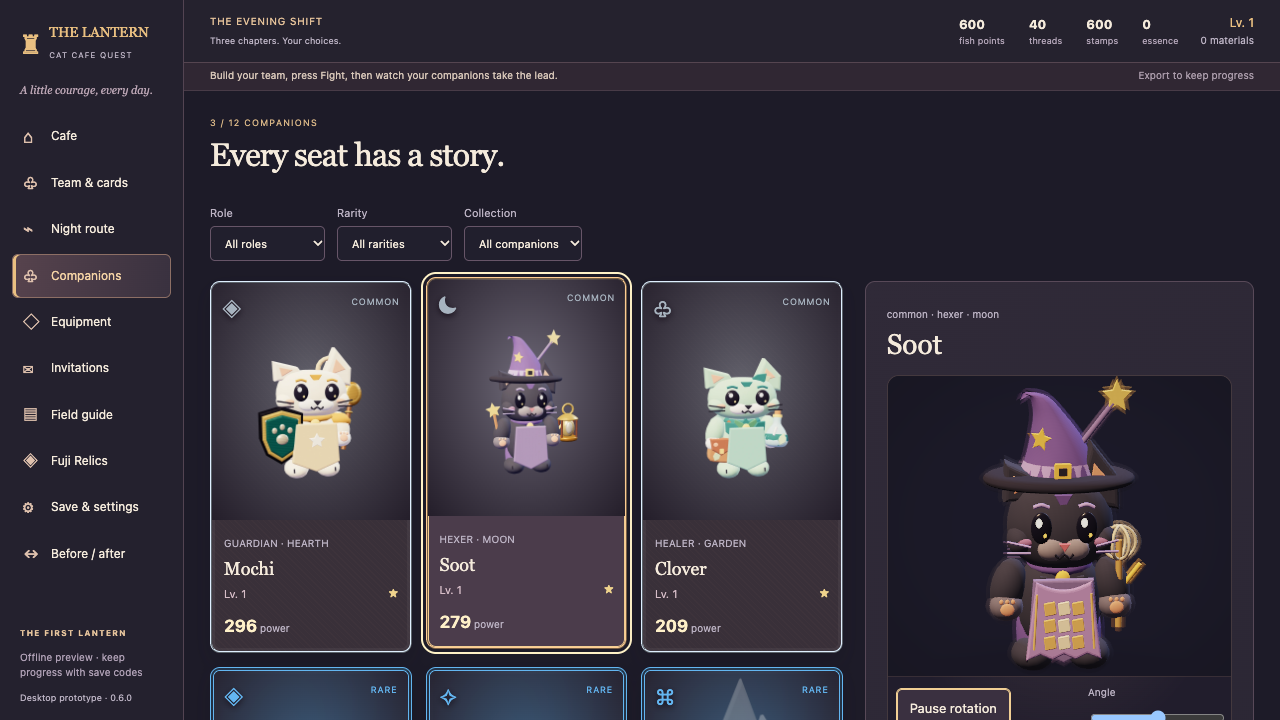 THE LANTERN
CAT CAFE QUEST
A little courage, every day.
Cafe
Team & cards
Night route
Companions
Equipment
Invitations
Field guide
Fuji Relics
Save & settings
Before / after
THE FIRST LANTERN
Offline preview · keep
progress with save codes
Desktop prototype · 0.6.0
THE EVENING SHIFT
Three chapters. Your choices.
600 40 600 0 Lv. 1
fish points threads stamps essence 0 materials
Build your team, press Fight, then watch your companions take the lead.
Export to keep progress
3 / 12 COMPANIONS
Every seat has a story.
Role Rarity Collection
All roles All rarities All companions
COMMON
GUARDIAN · HEARTH
Mochi
Lv. 1
296 power
COMMON
HEXER · MOON
Soot
Lv. 1
279 power
COMMON
HEALER · GARDEN
Clover
Lv. 1
209 power
RARE
RARE
RARE
common · hexer · moon
Soot
Pause rotation
Angle